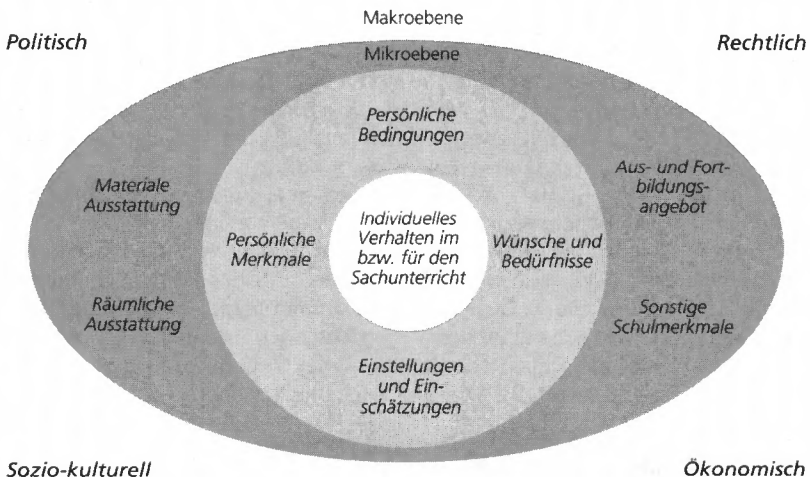 Makroebene
Politisch
Rechtlich
Mikroebene
Persönliche
Bedingungen
Materiale
Ausstattung
Aus- und Fort-
bildungs-
angebot
Persönliche
Merkmale
Individuelles
Verhalten im
bzw. für den
Sachunterricht
Wünsche und
Bedürfnisse
Räumliche
Ausstattung
Sonstige
Schulmerkmale
Einstellungen
und Ein-
schätzungen
Sozio-kulturell
Ökonomisch